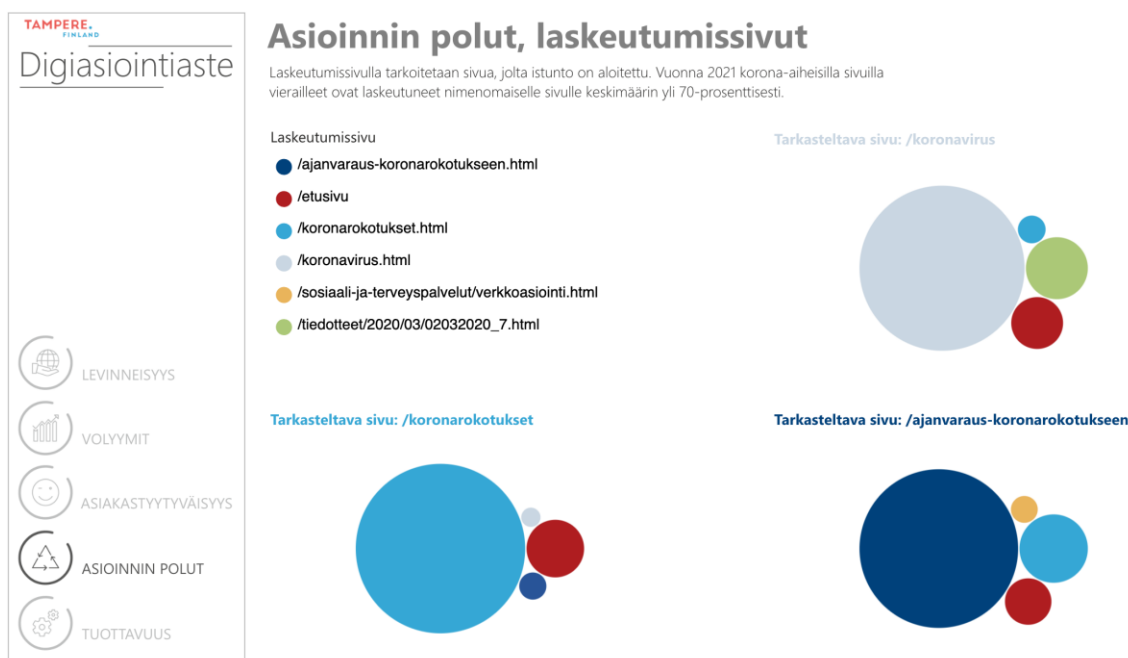 TAMPERE.
FINLAND
Digiasiointiaste
Asioinnin polut, laskeutumissivut
Laskeutumissivulla tarkoitetaan sivua, jolta istunto on aloitettu. Vuonna 2021 korona-aiheisilla sivuilla
vierailleet ovat laskeutuneet nimenomaiselle sivulle keskimäärin yli 70-prosenttisesti.
Laskeutumissivu
/ajanvaraus-koronarokotukseen.html
/etusivu
/koronarokotukset.html
/koronavirus.html
/sosiaali-ja-terveyspalvelut/verkkoasiointi.html
/tiedotteet/2020/03/02032020_7.html
Tarkasteltava sivu: /koronavirus
Tarkasteltava sivu: /koronarokotukset
Tarkasteltava sivu: /ajanvaraus-koronarokotukseen
LEVINNEISYYS
VOLYYMIT
ASIAKASTYYTYVÄISYYS
ASIOINNIN POLUT
TUOTTAVUUS